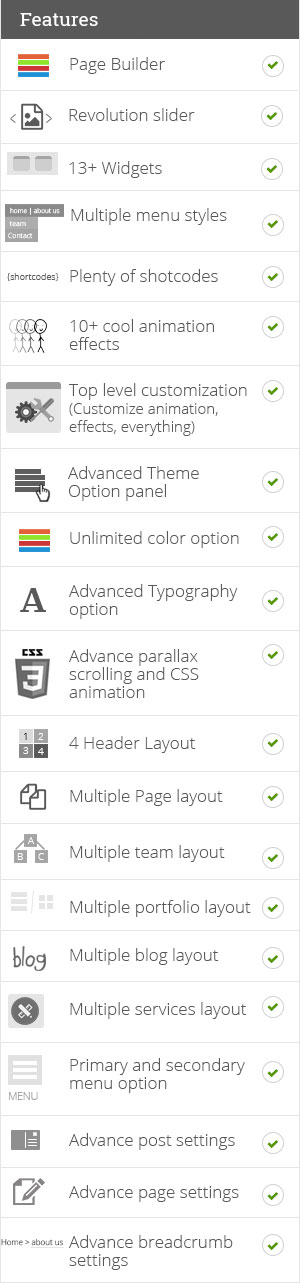 Features
Page Builder
Revolution slider
13+ Widgets
home | about us
team
Contact
Multiple menu styles
{shortcodes}
Plenty of shotcodes
10+ cool animation
effects
Top level customization
(Customize animation,
effects, everything)
Advanced Theme
Option panel
Unlimited color option
A
Advanced Typography
option
CSS
3
Advance parallax
scrolling and CSS
animation
1 2
3 4
4 Header Layout
Multiple Page layout
A
B C
Multiple team layout
Multiple portfolio layout
blog
Multiple blog layout
Multiple services layout
MENU
Primary and secondary
menu option
Advance post settings
Advance page settings
Home > about us
Advance breadcrumb
settings